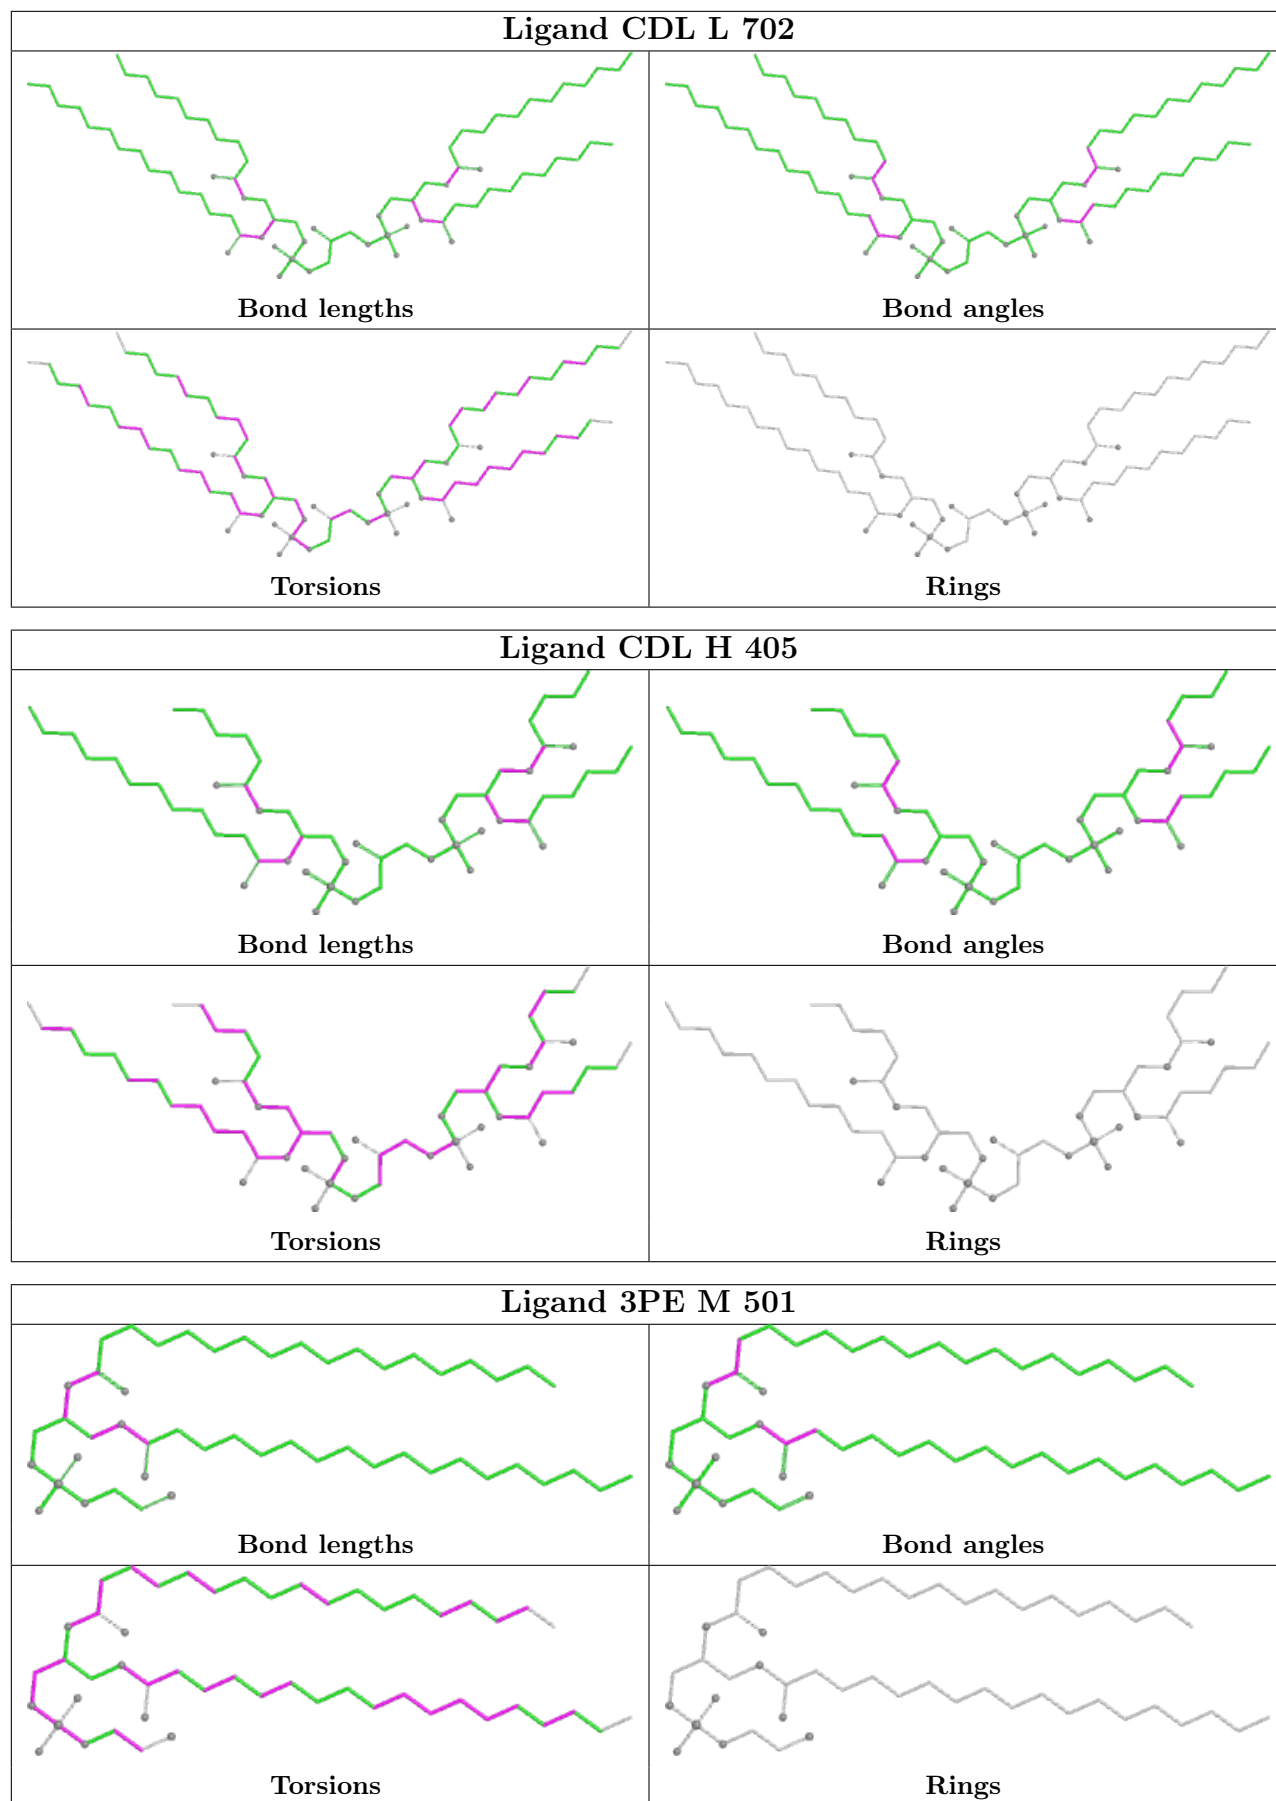 Ligand CDL L 702
Bond lengths
Bond angles
Torsions
Rings
Ligand CDL H 405
Bond lengths
Bond angles
Torsions
Rings
Ligand 3PE M 501
Bond lengths
Bond angles
Torsions
Rings